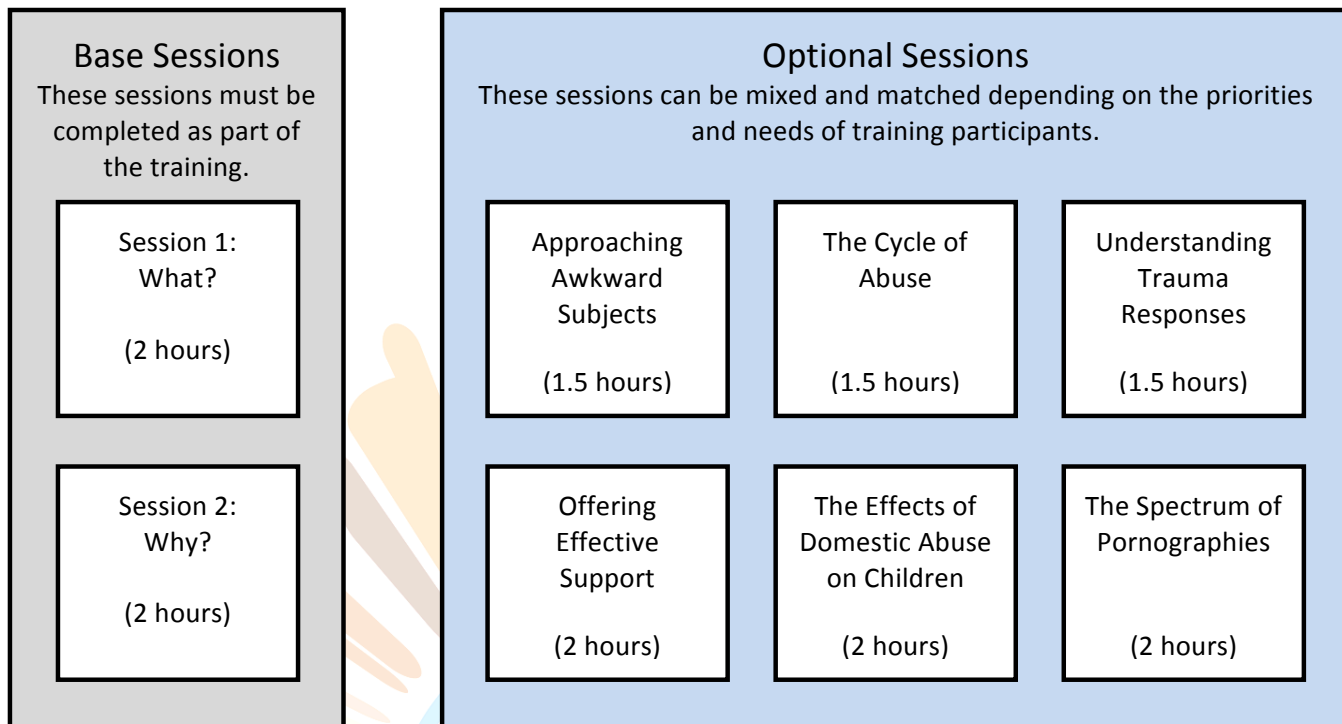 Base Sessions
These sessions must be
completed as part of
the training.
Session 1:
What?
(2 hours)
Session 2:
Why?
(2 hours)
Optional Sessions
These sessions can be mixed and matched depending on the priorities
and needs of training participants.
Approaching
Awkward
Subjects
(1.5 hours)
The Cycle of
Abuse
(1.5 hours)
Understanding
Trauma
Responses
(1.5 hours)
Offering
Effective
Support
(2 hours)
The Effects of
Domestic Abuse
on Children
(2 hours)
The Spectrum of
Pornographies
(2 hours)